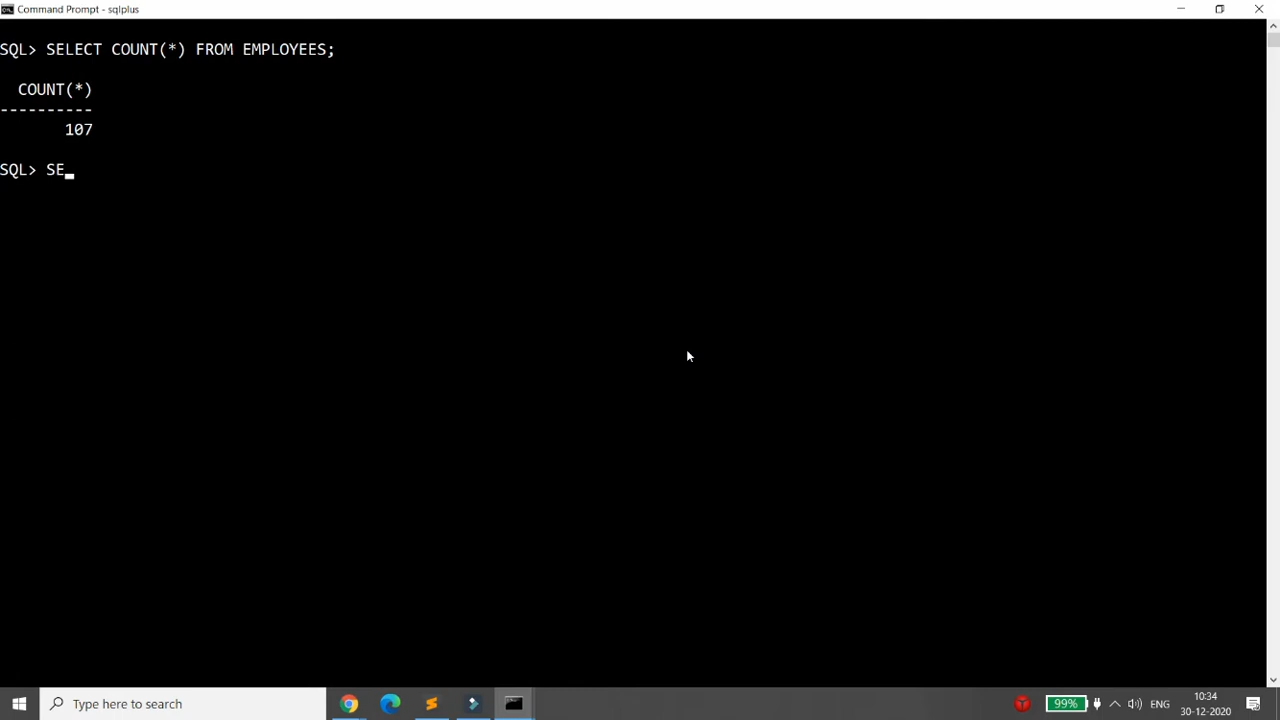 Command Prompt - sqlplus
SQL> SELECT COUNT(*) FROM EMPLOYEES;
COUNT(*)
----------
107
SQL> SE_
Type here to search
99%
ENG
10:34
30-12-2020